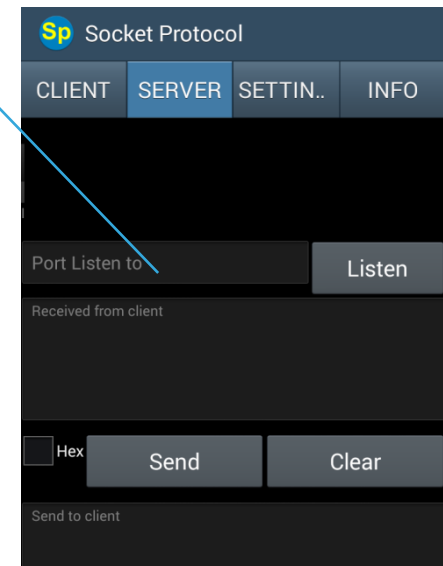 Sp Socket Protocol
CLIENT SERVER SETTIN.. INFO
Port Listen to Listen
Received from client
Hex Send Clear
Send to client